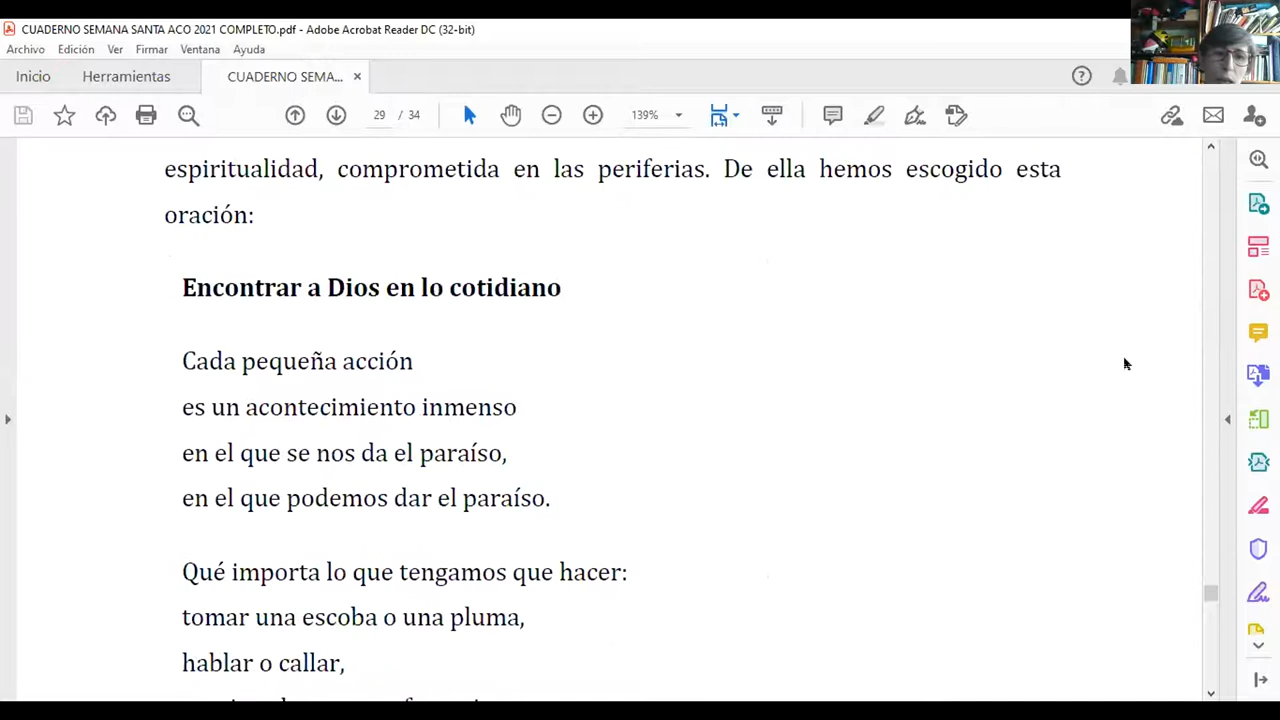 CUADERNO SEMANA SANTA ACO 2021 COMPLETO.pdf - Adobe Acrobat Reader DC (32-bit)
Archivo Edición Ver Firmar Ventana Ayuda
Inicio Herramientas CUADERNO SEMA... ×
29 / 34 139%
espiritualidad, comprometida en las periferias. De ella hemos escogido esta
oración:
Encontrar a Dios en lo cotidiano
Cada pequeña acción
es un acontecimiento inmenso
en el que se nos da el paraíso,
en el que podemos dar el paraíso.
Qué importa lo que tengamos que hacer:
tomar una escoba o una pluma,
hablar o callar,